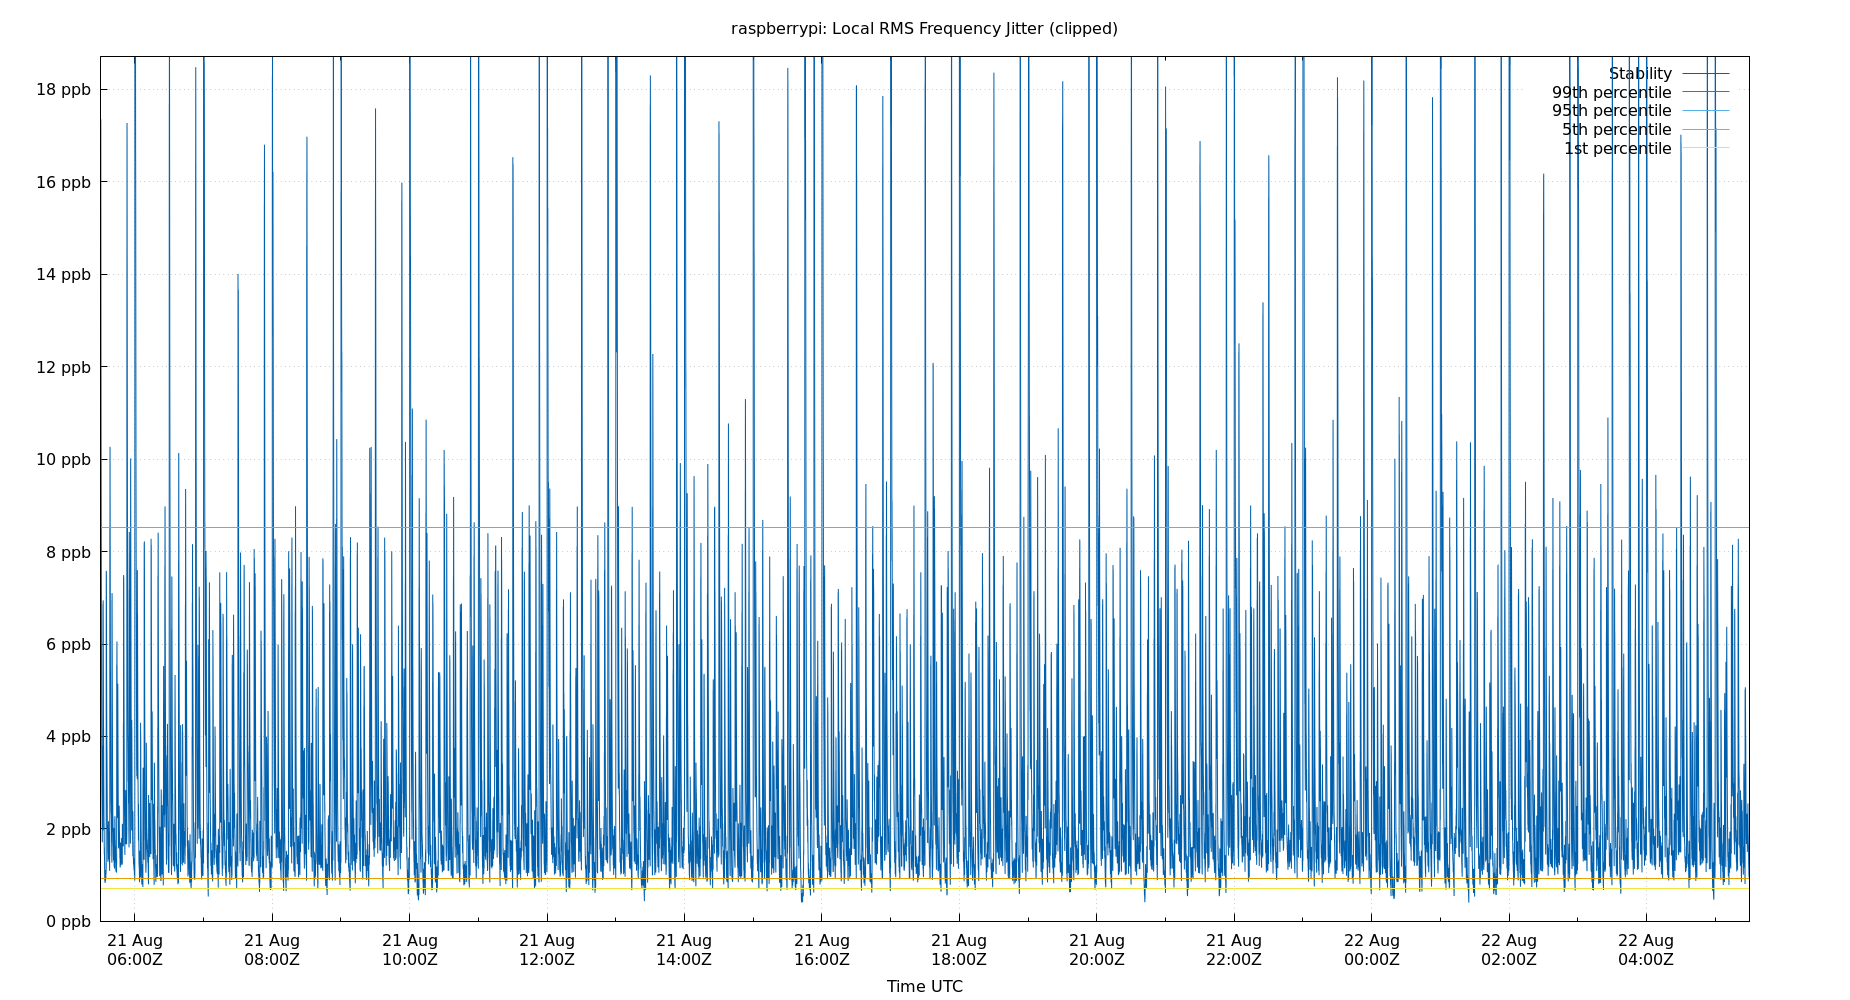 raspberrypi: Local RMS Frequency Jitter (clipped)
18 ppb
16 ppb
14 ppb
12 ppb
10 ppb
8 ppb
6 ppb
4 ppb
2 ppb
0 ppb
Stability
99th percentile
95th percentile
5th percentile
1st percentile
21 Aug 21 Aug 21 Aug 21 Aug 21 Aug 21 Aug 21 Aug 21 Aug 21 Aug 22 Aug 22 Aug 22 Aug
06:00Z 08:00Z 10:00Z 12:00Z 14:00Z 16:00Z 18:00Z 20:00Z 22:00Z 00:00Z 02:00Z 04:00Z
Time UTC